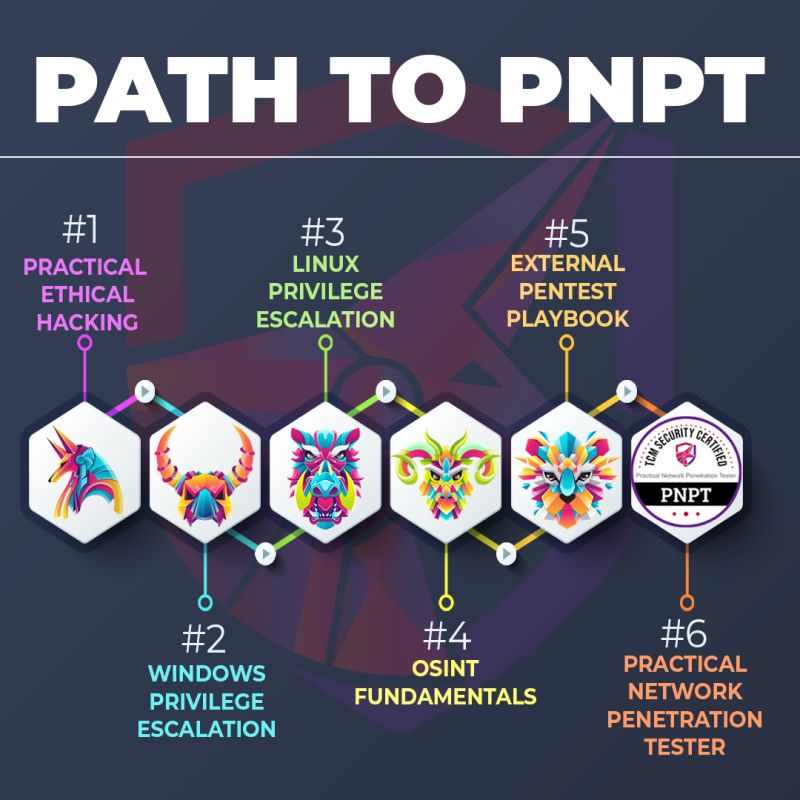 PATH TO PNPT
#1
PRACTICAL
ETHICAL
HACKING
#2
WINDOWS
PRIVILEGE
ESCALATION
#3
LINUX
PRIVILEGE
ESCALATION
#4
OSINT
FUNDAMENTALS
#5
EXTERNAL
PENTEST
PLAYBOOK
TCM SECURITY CERTIFIED
Practical Network Penetration Tester
PNPT
#6
PRACTICAL
NETWORK
PENETRATION
TESTER